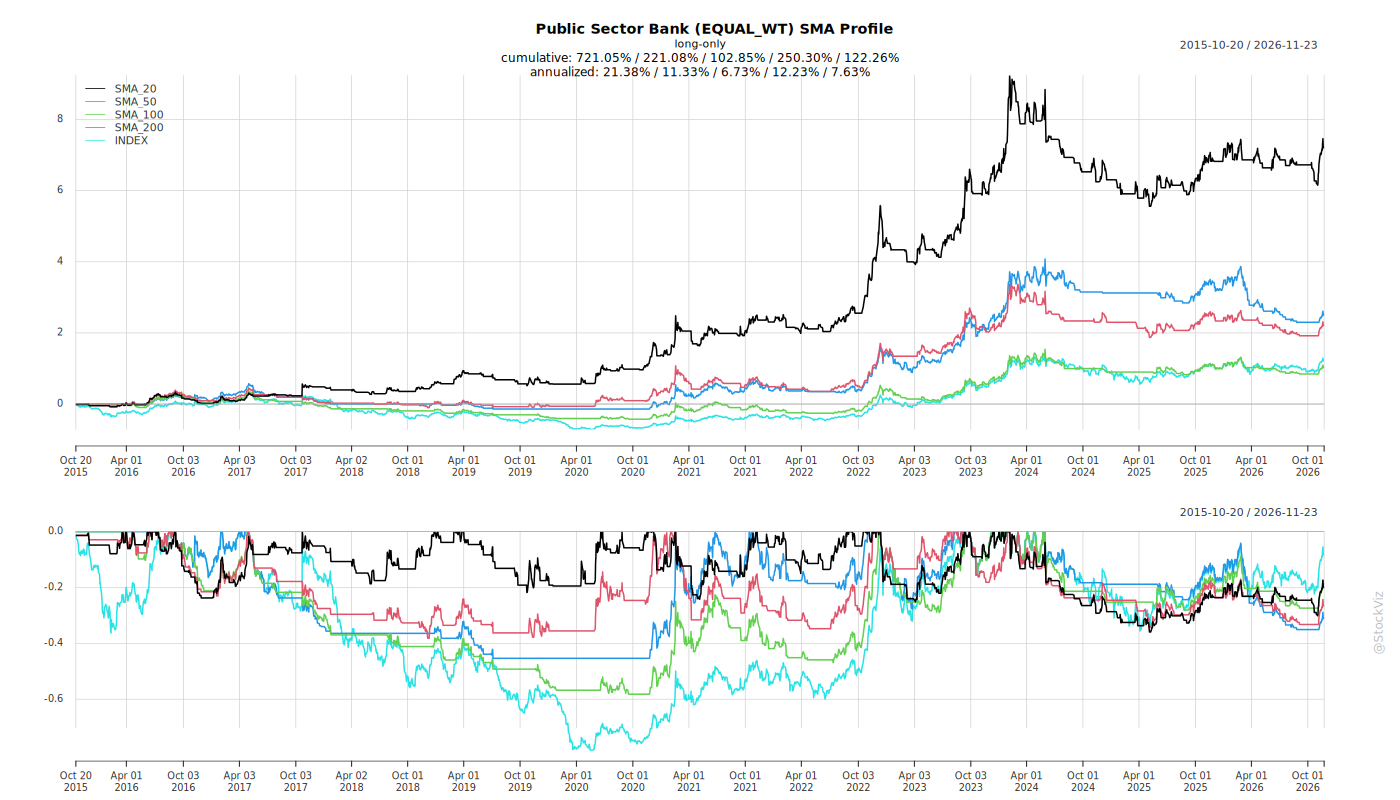 Public Sector Bank (EQUAL_WT) SMA Profile
long-only
cumulative: 721.05% / 221.08% / 102.85% / 250.30% / 122.26%
annualized: 21.38% / 11.33% / 6.73% / 12.23% / 7.63%
2015-10-20 / 2026-11-23
SMA_20
SMA_50
SMA_100
SMA_200
INDEX
8
6
4
2
0
Oct 20 Apr 01 Oct 03 Apr 03 Oct 03 Apr 02 Oct 01 Apr 01 Oct 01 Apr 01 Oct 01 Apr 01 Oct 01 Apr 01 Oct 03 Apr 03 Oct 03 Apr 01 Oct 01 Apr 01 Oct 01 Apr 01 Oct 01
2015 2016 2016 2017 2017 2018 2018 2019 2019 2020 2020 2021 2021 2022 2022 2023 2023 2024 2024 2025 2025 2026 2026
2015-10-20 / 2026-11-23
0.0
-0.2
-0.4
-0.6
Oct 20 Apr 01 Oct 03 Apr 03 Oct 03 Apr 02 Oct 01 Apr 01 Oct 01 Apr 01 Oct 01 Apr 01 Oct 01 Apr 01 Oct 03 Apr 03 Oct 03 Apr 01 Oct 01 Apr 01 Oct 01 Apr 01 Oct 01
2015 2016 2016 2017 2017 2018 2018 2019 2019 2020 2020 2021 2021 2022 2022 2023 2023 2024 2024 2025 2025 2026 2026
@StockViz